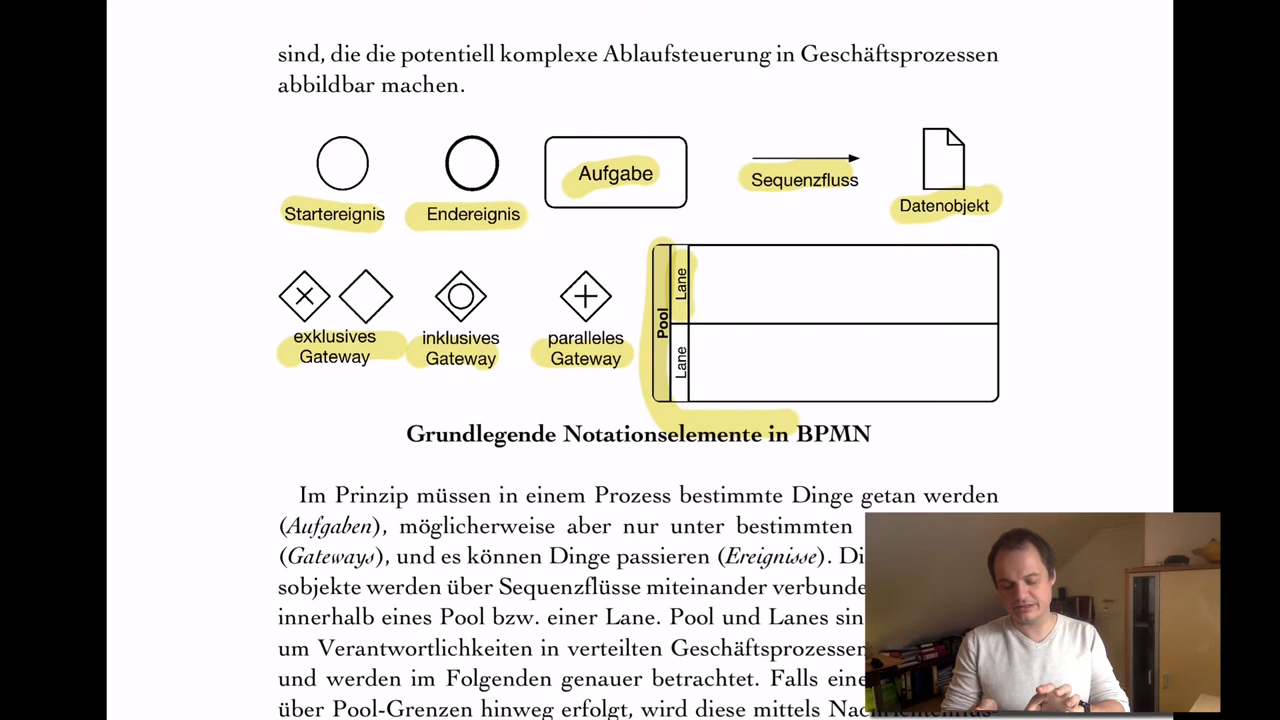 sind, die die potentiell komplexe Ablaufsteuerung in Geschäftsprozessen
abbildbar machen.
Startereignis
Endereignis
Aufgabe
Sequenzfluss
Datenobjekt
exklusives
Gateway
inklusives
Gateway
paralleles
Gateway
Pool
Lane
Lane
Grundlegende Notationselemente in BPMN
Im Prinzip müssen in einem Prozess bestimmte Dinge getan werden
(Aufgaben), möglicherweise aber nur unter bestimmten
(Gateways), und es können Dinge passieren (Ereignisse). Di
sobjekte werden über Sequenzflüsse miteinander verbunde
innerhalb eines Pool bzw. einer Lane. Pool und Lanes sin
um Verantwortlichkeiten in verteilten Geschäftsprozessen
und werden im Folgenden genauer betrachtet. Falls eine
über Pool-Grenzen hinweg erfolgt, wird diese mittels